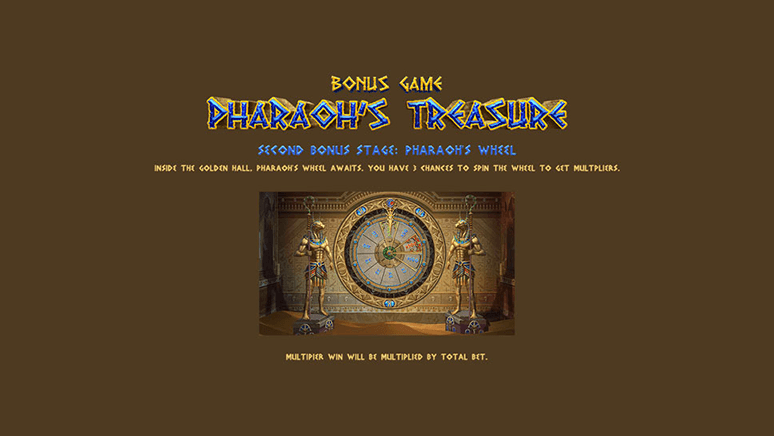 BONUS GAME
PHARAOH'S TREASURE
SECOND BONUS STAGE: PHARAOH'S WHEEL
INSIDE THE GOLDEN HALL, PHARAOH'S WHEEL AWAITS, YOU HAVE 3 CHANCES TO SPIN THE WHEEL TO GET MULTPLIERS.
MULTIPIER WIN WILL BE MULTIPLIED BY TOTAL BET.